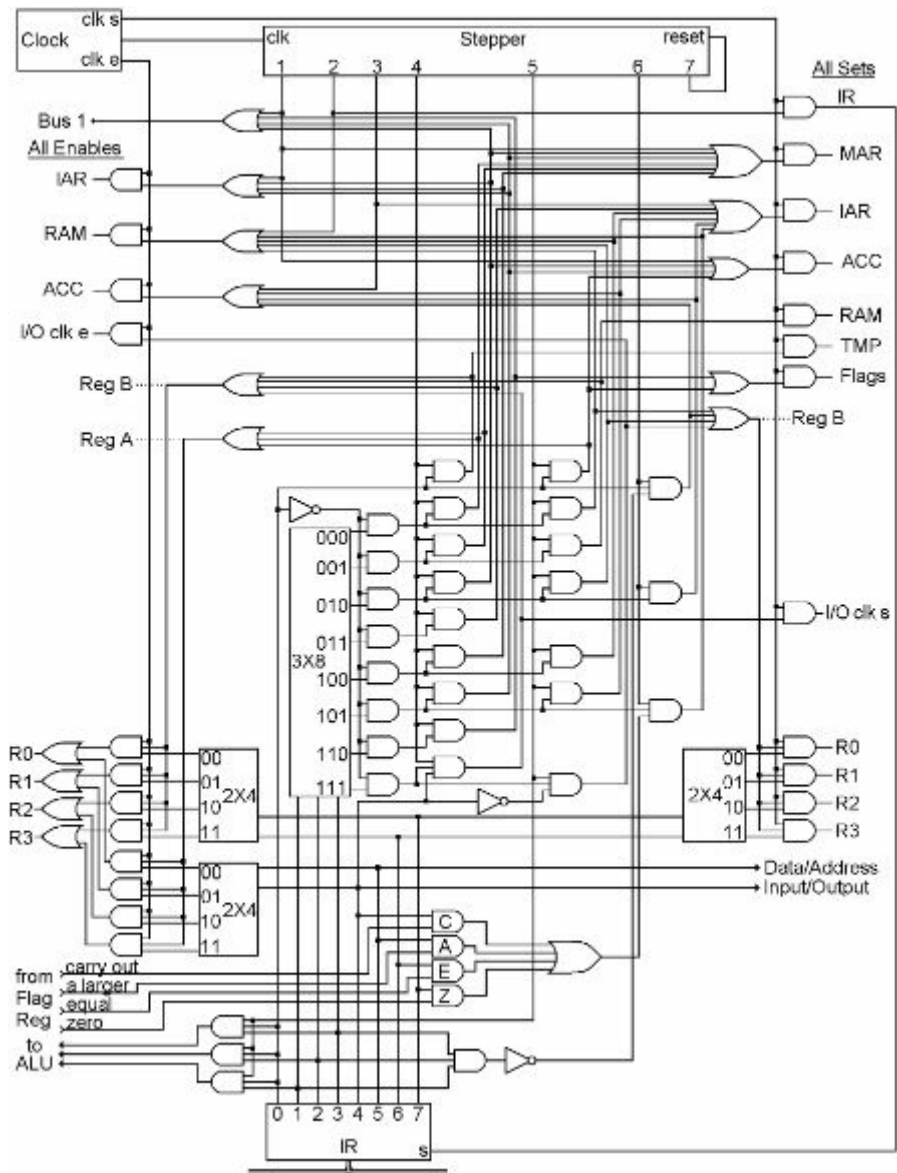 Clock
clk s
clk e
clk
Stepper
reset
1 2 3 4 5 6 7
All Sets
IR
Bus 1
All Enables
MAR
IAR
IAR
RAM
ACC
ACC
RAM
I/O clk e
TMP
Flags
Reg B
Reg B
Reg A
000
001
010
011
3X8
100
101
110
111
I/O clk s
R0
R1
R2
R3
00
01
10
11
2X4
00
01
10
11
2X4
00
01
10
11
2X4
R0
R1
R2
R3
Data/Address
Input/Output
C
A
E
Z
from
Flag
Reg
carry out
a larger
equal
zero
to
ALU
0 1 2 3 4 5 6 7
IR
s